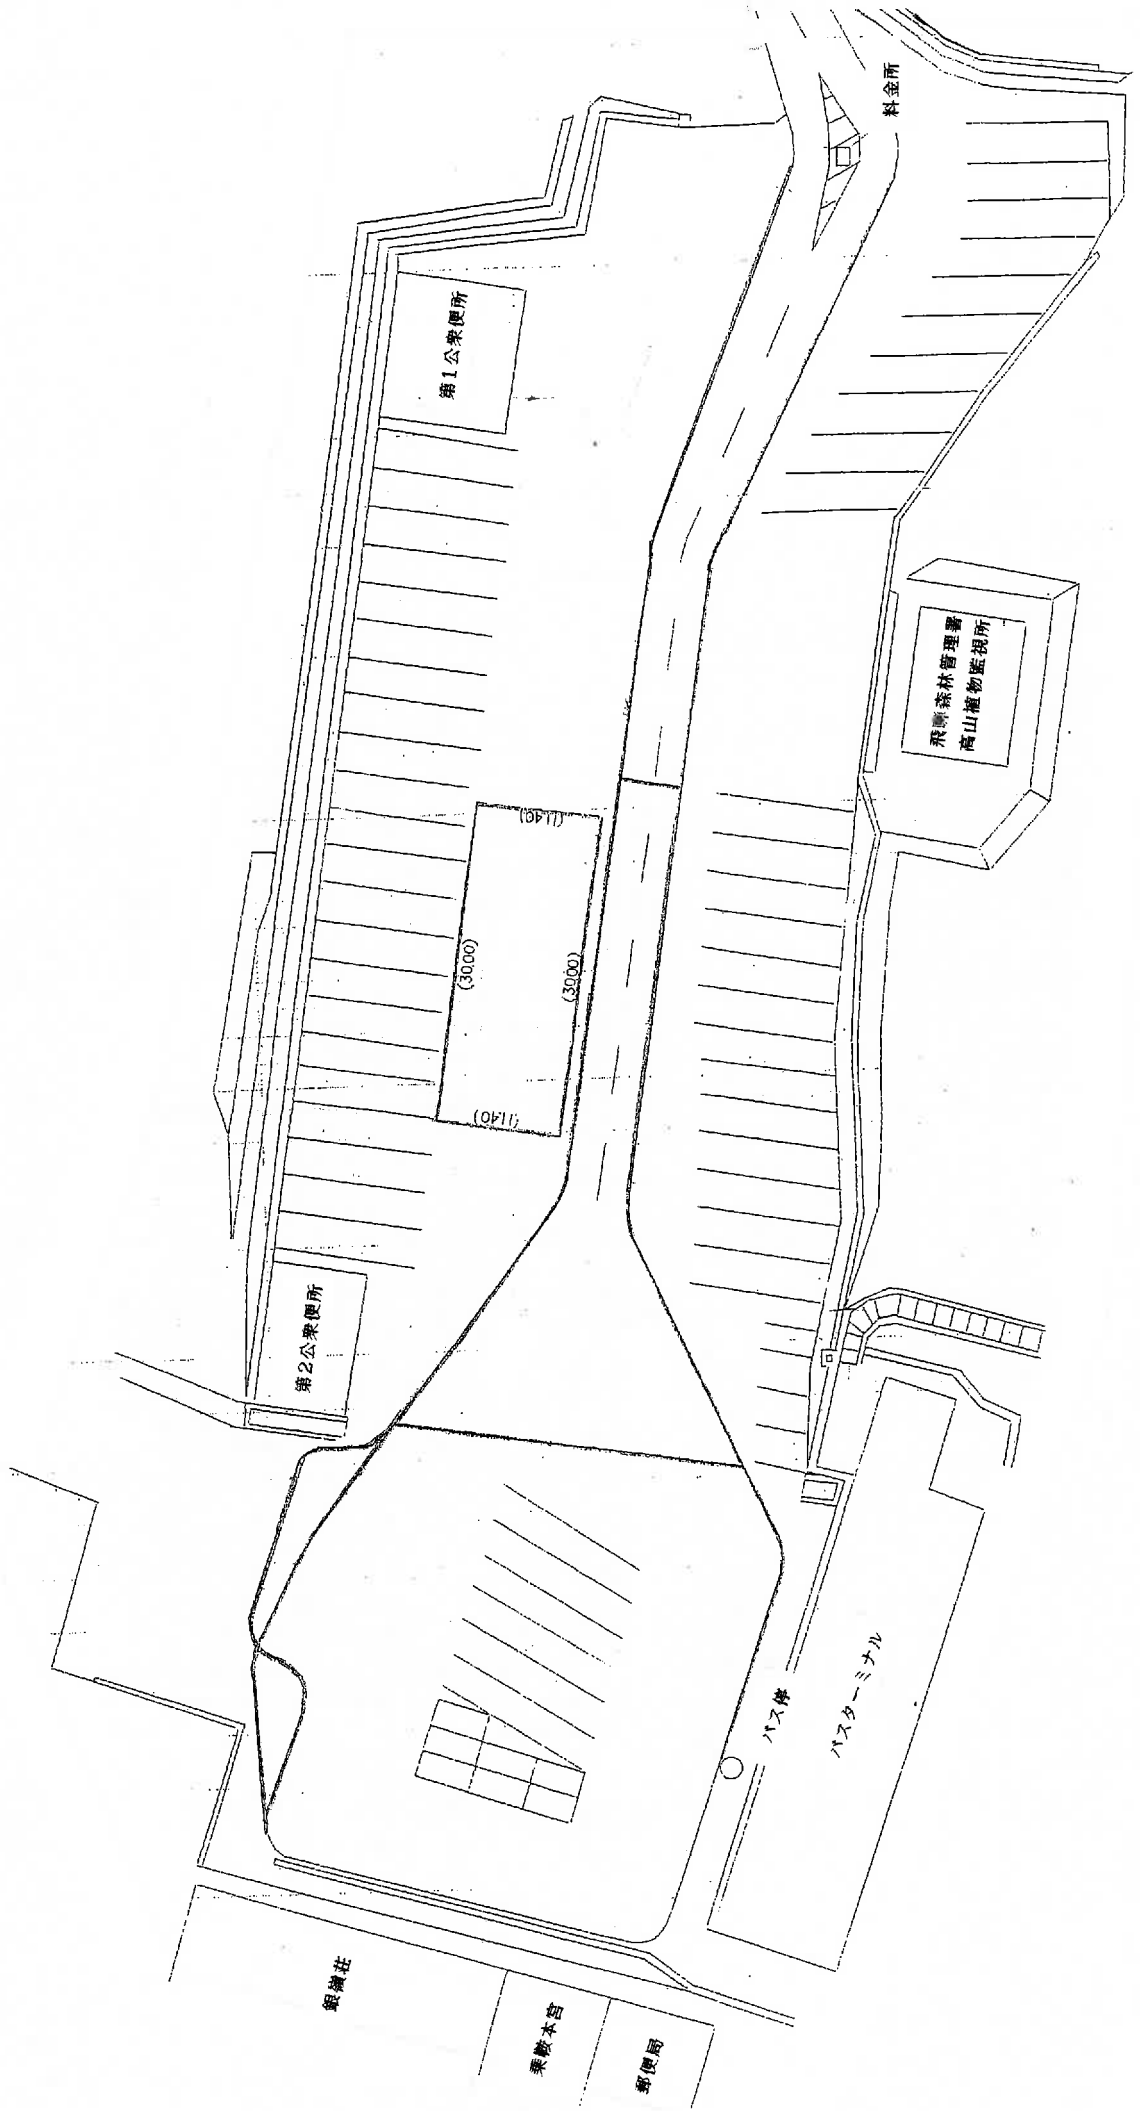 料金所
第1公衆便所
飛騨森林管理署
高山植物監視所
(11.40)
(30.00)
(30.00)
(11.40)
第2公衆便所
バス停
バスターミナル
銀嶺荘
乗鞍本宮
郵便局